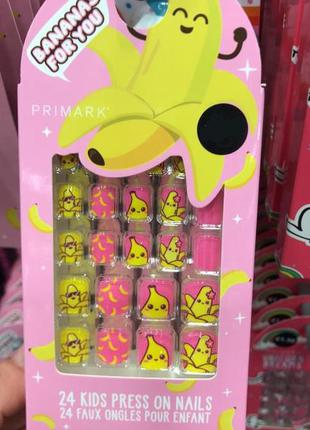 BANANAS
FOR YOU
PRIMARK
24 KIDS PRESS ON NAILS
24 FAUX ONGLES POUR ENFANT